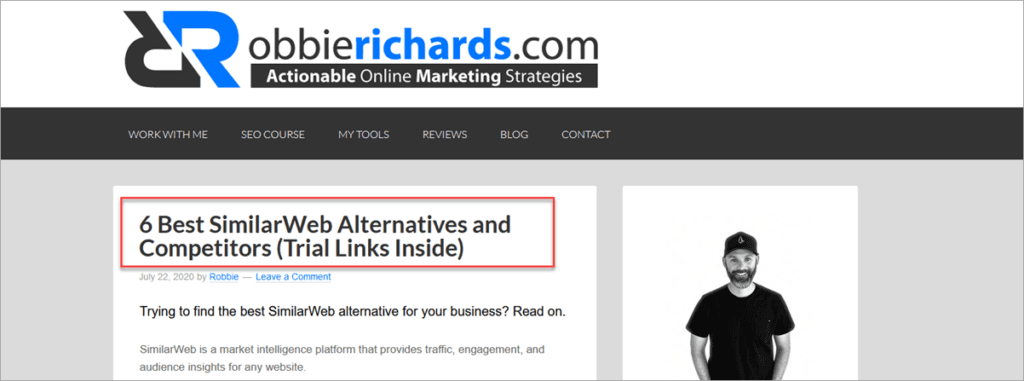 Robbierichards.com
Actionable Online Marketing Strategies
WORK WITH ME SEO COURSE MY TOOLS REVIEWS BLOG CONTACT
6 Best SimilarWeb Alternatives and
Competitors (Trial Links Inside)
July 22, 2020 by Robbie — Leave a Comment
Trying to find the best SimilarWeb alternative for your business? Read on.
SimilarWeb is a market intelligence platform that provides traffic, engagement, and
audience insights for any website.